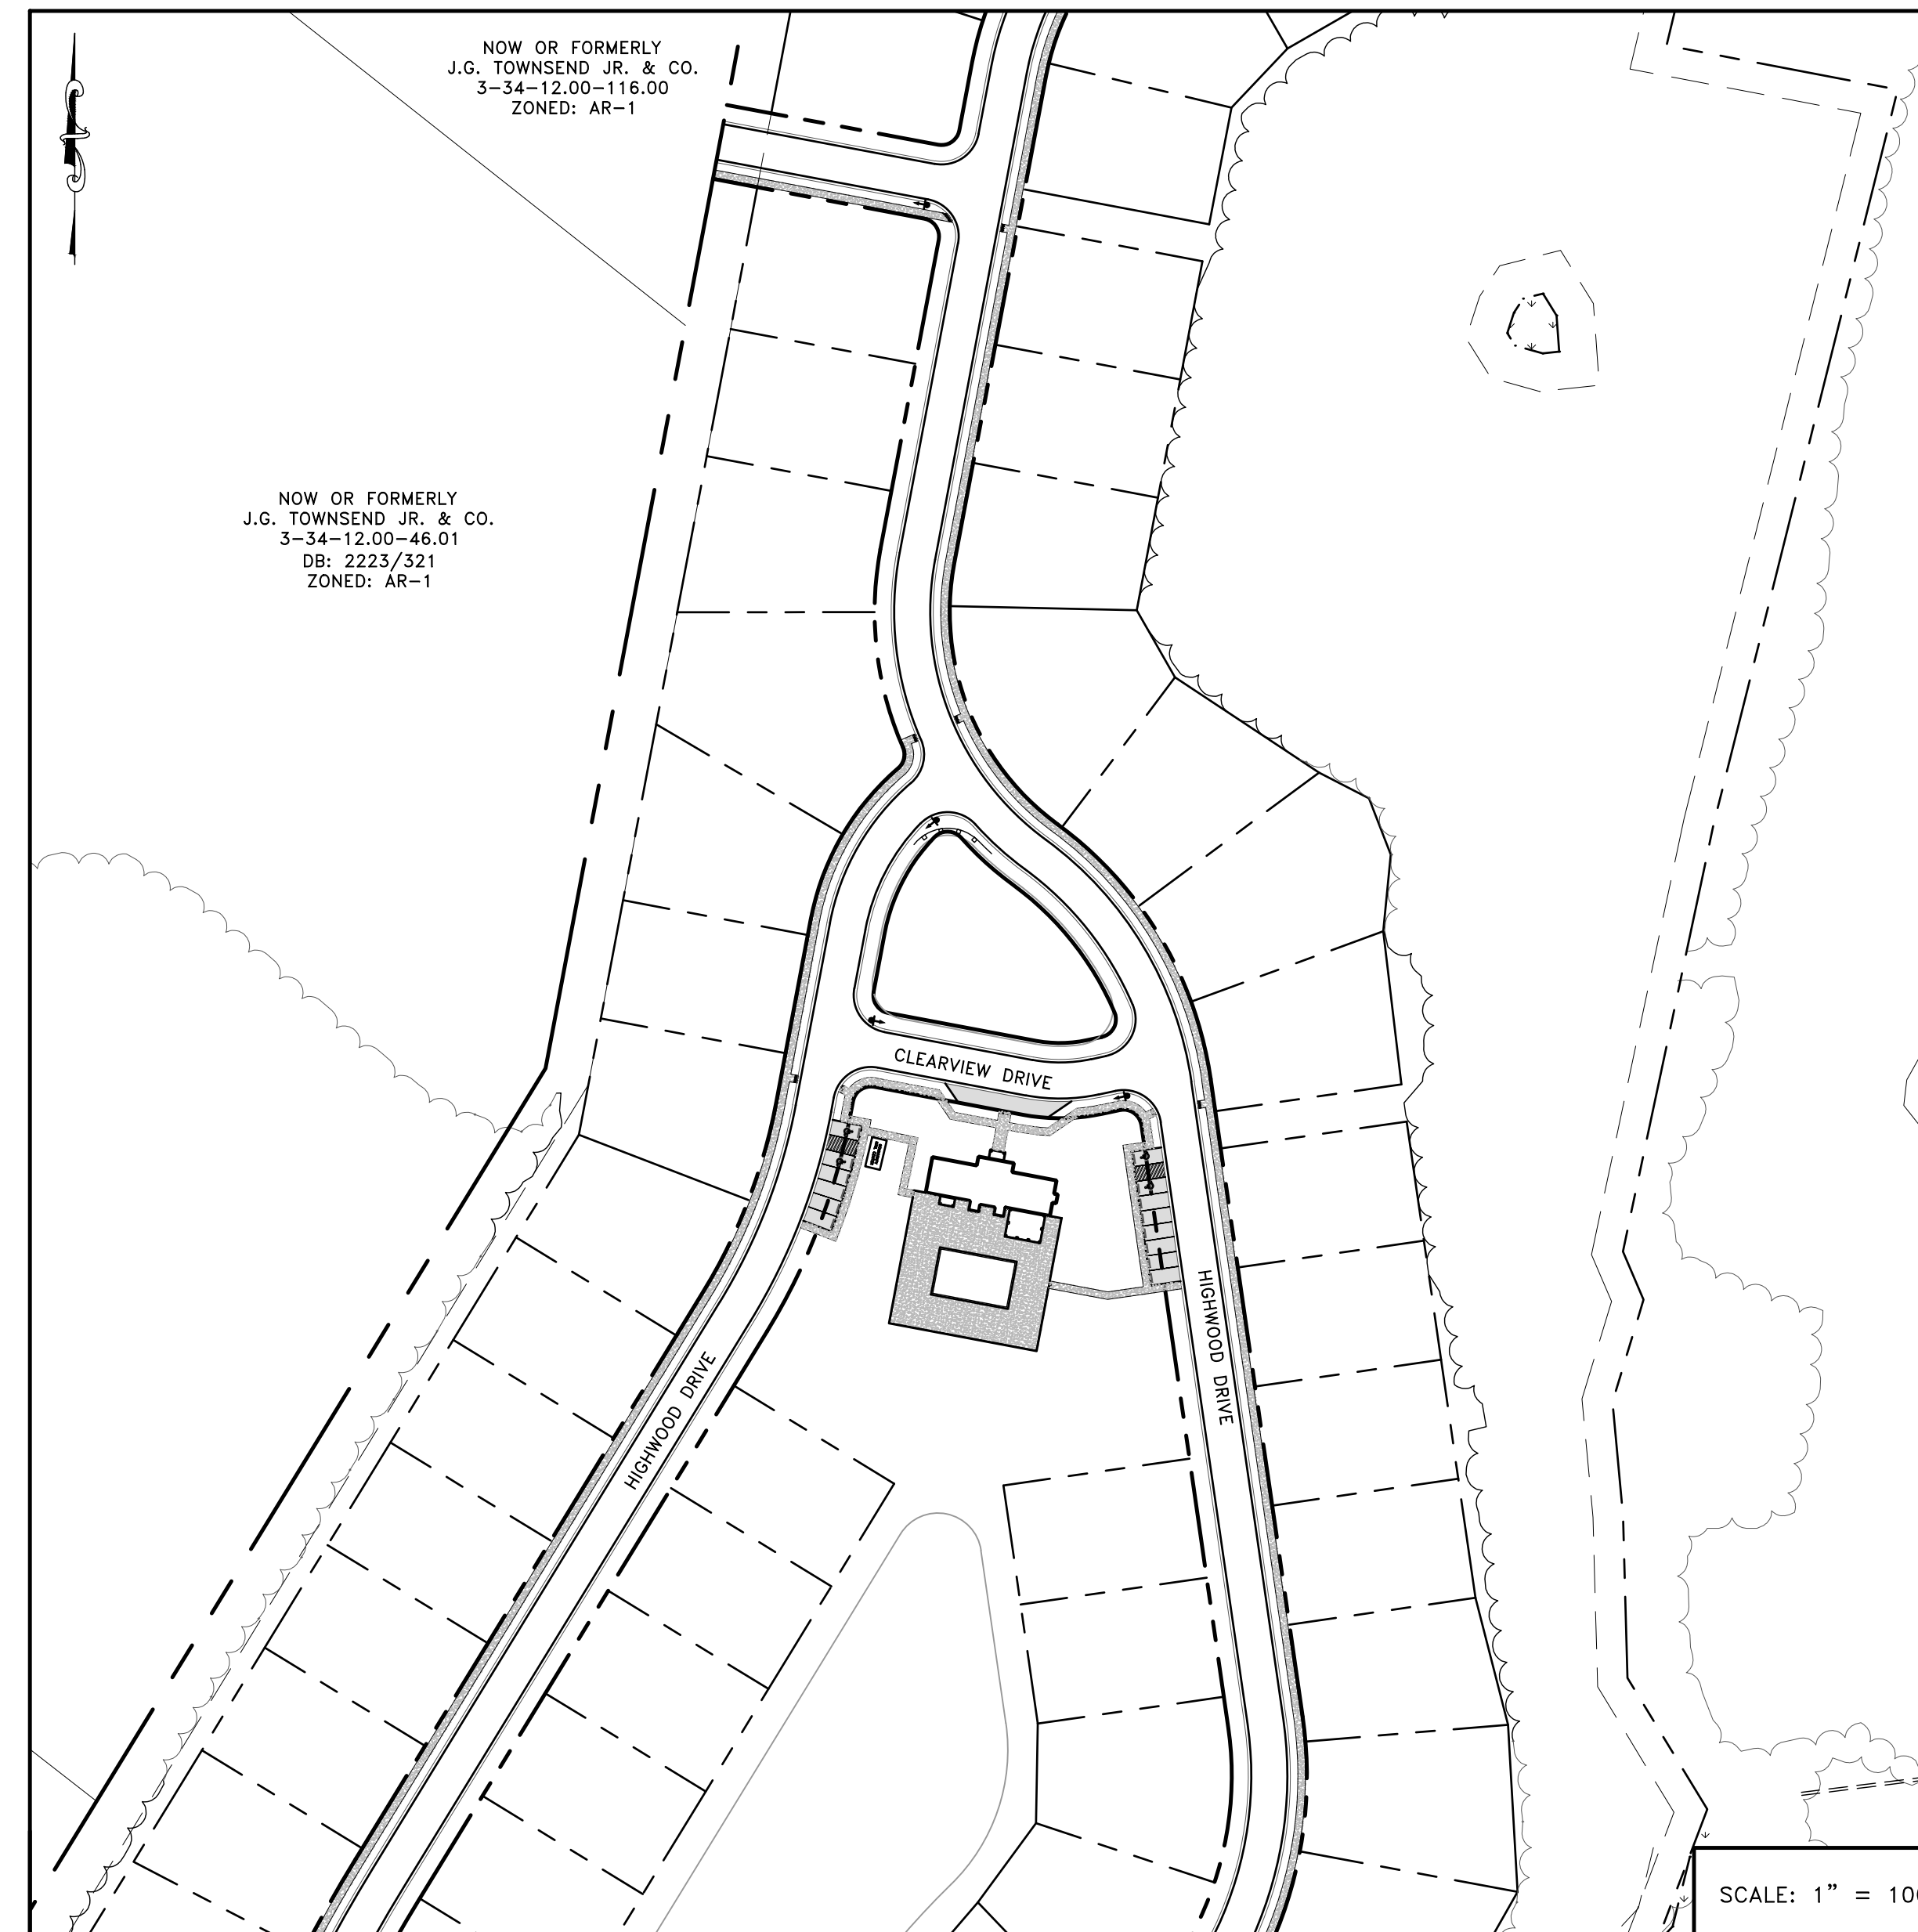 NOW OR FORMERLY
J.G. TOWNSEND JR. & CO.
3-34-12.00-116.00
ZONED: AR-1
NOW OR FORMERLY
J.G. TOWNSEND JR. & CO.
3-34-12.00-46.01
DB: 2223/321
ZONED: AR-1
CLEARVIEW DRIVE
HIGHWOOD DRIVE
HIGHWOOD DRIVE
SCALE: 1" = 10